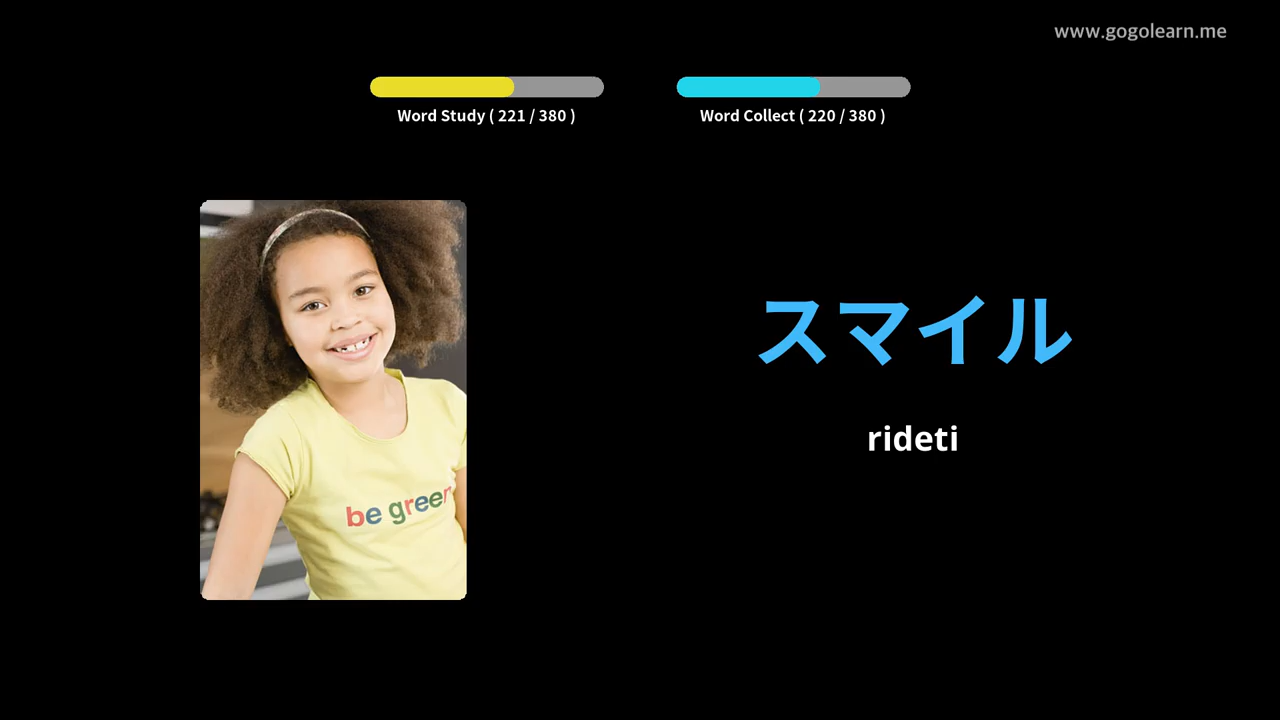 www.gogolearn.me
Word Study ( 221 / 380 )
Word Collect ( 220 / 380 )
スマイル
rideti
be green